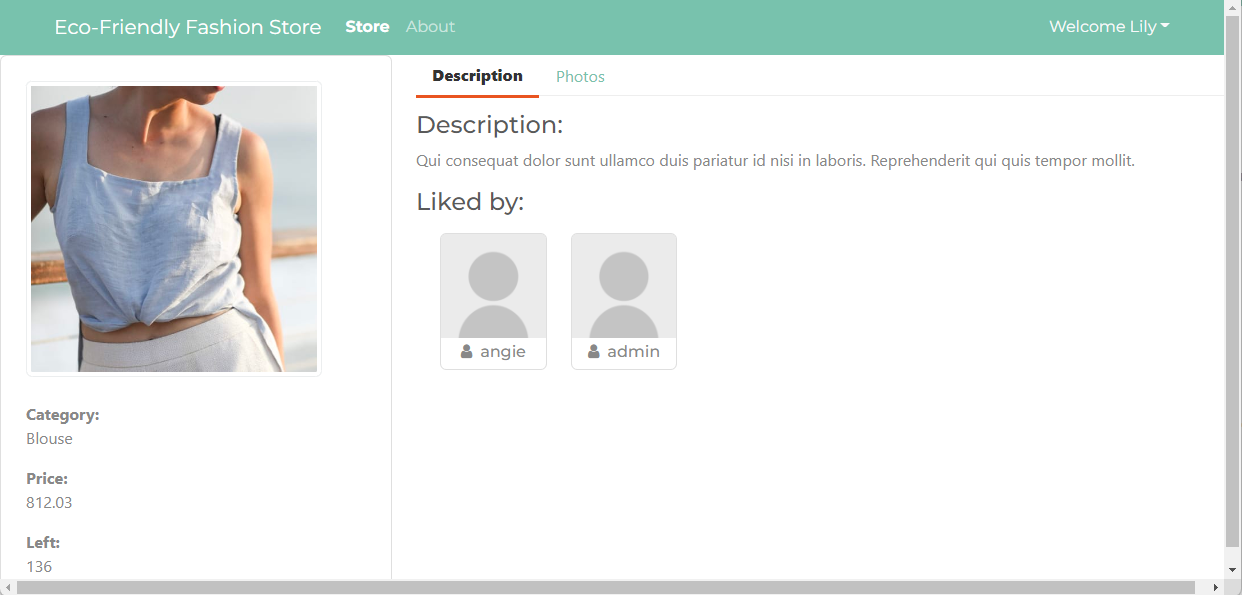 Eco-Friendly Fashion Store Store About Welcome Lily
Description Photos
Description:
Qui consequat dolor sunt ullamco duis pariatur id nisi in laboris. Reprehenderit qui quis tempor mollit.
Liked by:
angie admin
Category:
Blouse
Price:
812.03
Left:
136